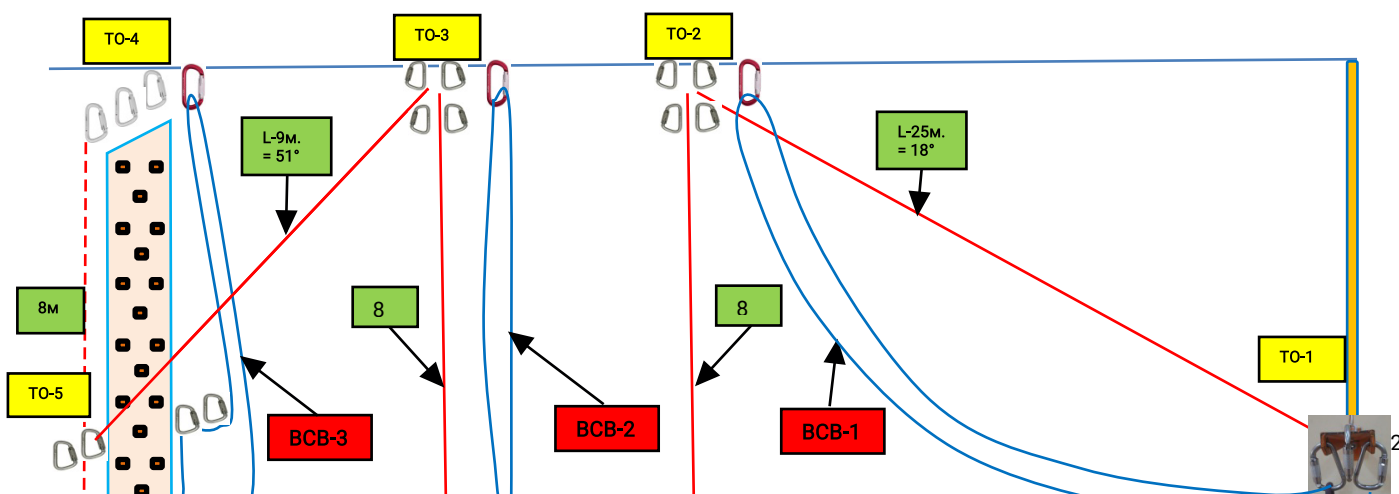 ТО-4
ТО-3
ТО-2
L-9м.
= 51°
L-25м.
= 18°
8м
8
8
ТО-1
ТО-5
ВСВ-3
ВСВ-2
ВСВ-1
2